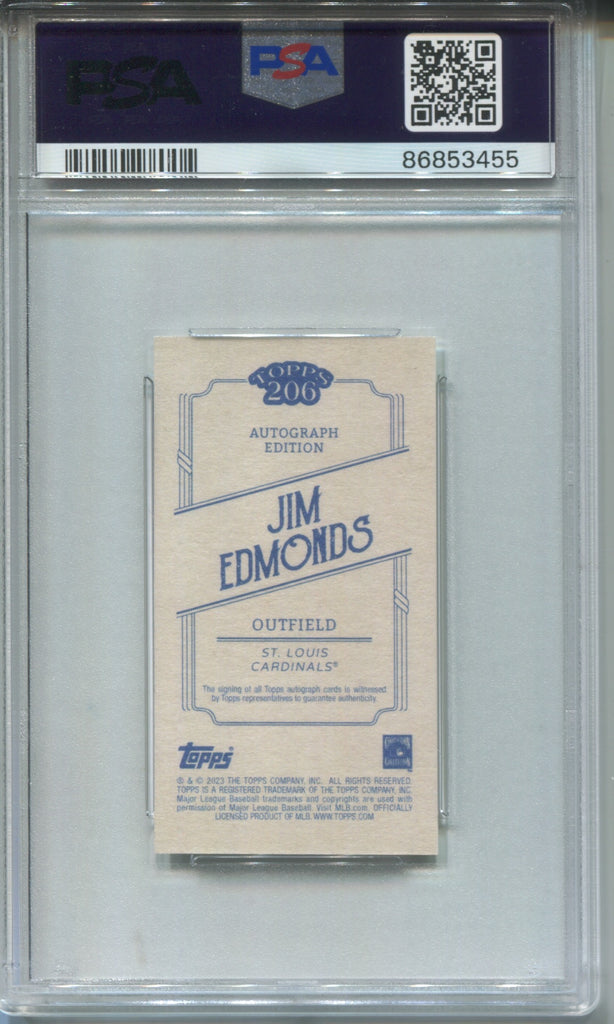 PSA
PSA
86853455
TOPPS
206
AUTOGRAPH
EDITION
JIM
EDMONDS
OUTFIELD
ST. LOUIS
CARDINALS®
The signing of all Topps autograph cards is witnessed
by Topps representatives to guarantee authenticity.
topps®
® & © 2023 THE TOPPS COMPANY, INC. ALL RIGHTS RESERVED.
TOPPS IS A REGISTERED TRADEMARK OF THE TOPPS COMPANY, INC.
Major League Baseball trademarks and copyrights are used with
permission of Major League Baseball. Visit MLB.com. OFFICIALLY
LICENSED PRODUCT OF MLB. WWW.TOPPS.COM